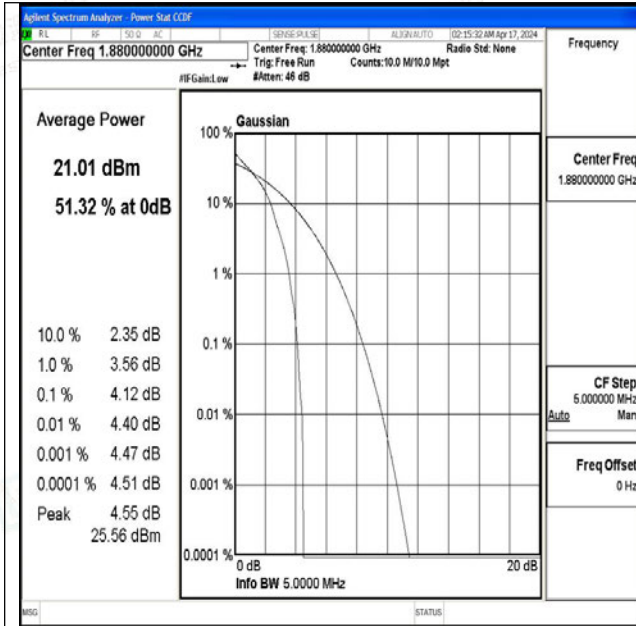 Agilent Spectrum Analyzer - Power Stat CCDF
RL RF 50 Ω AC SENSE:PULSE ALIGNAUTO 02:15:32 AM Apr 17, 2024
Center Freq 1.880000000 GHz
Center Freq: 1.880000000 GHz Radio Std: None
Trig: Free Run Counts:10.0 M/10.0 Mpt
#IFGain:Low #Atten: 46 dB
Frequency
Average Power
21.01 dBm
51.32 % at 0dB
10.0 % 2.35 dB
1.0 % 3.56 dB
0.1 % 4.12 dB
0.01 % 4.40 dB
0.001 % 4.47 dB
0.0001 % 4.51 dB
Peak 4.55 dB
25.56 dBm
Gaussian
100 %
10 %
1 %
0.1 %
0.01 %
0.001 %
0.0001 %
0 dB 20 dB
Info BW 5.0000 MHz
Center Freq
1.880000000 GHz
CF Step
5.000000 MHz
Auto Man
Freq Offset
0 Hz
MSG STATUS